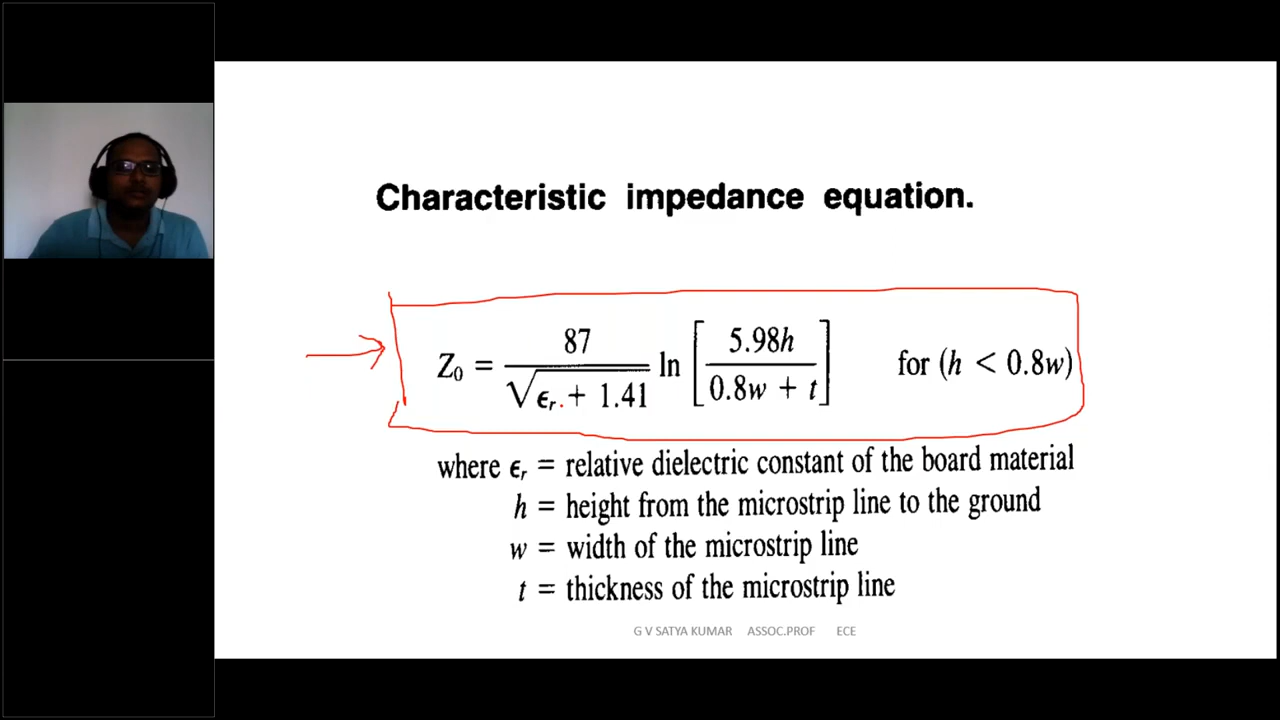 Characteristic impedance equation.
Z₀ = 87 / √(ϵᵣ + 1.41) ln [5.98h / (0.8w + t)] for (h < 0.8w)
where ϵᵣ = relative dielectric constant of the board material
h = height from the microstrip line to the ground
w = width of the microstrip line
t = thickness of the microstrip line
G V SATYA KUMAR ASSOC.PROF ECE